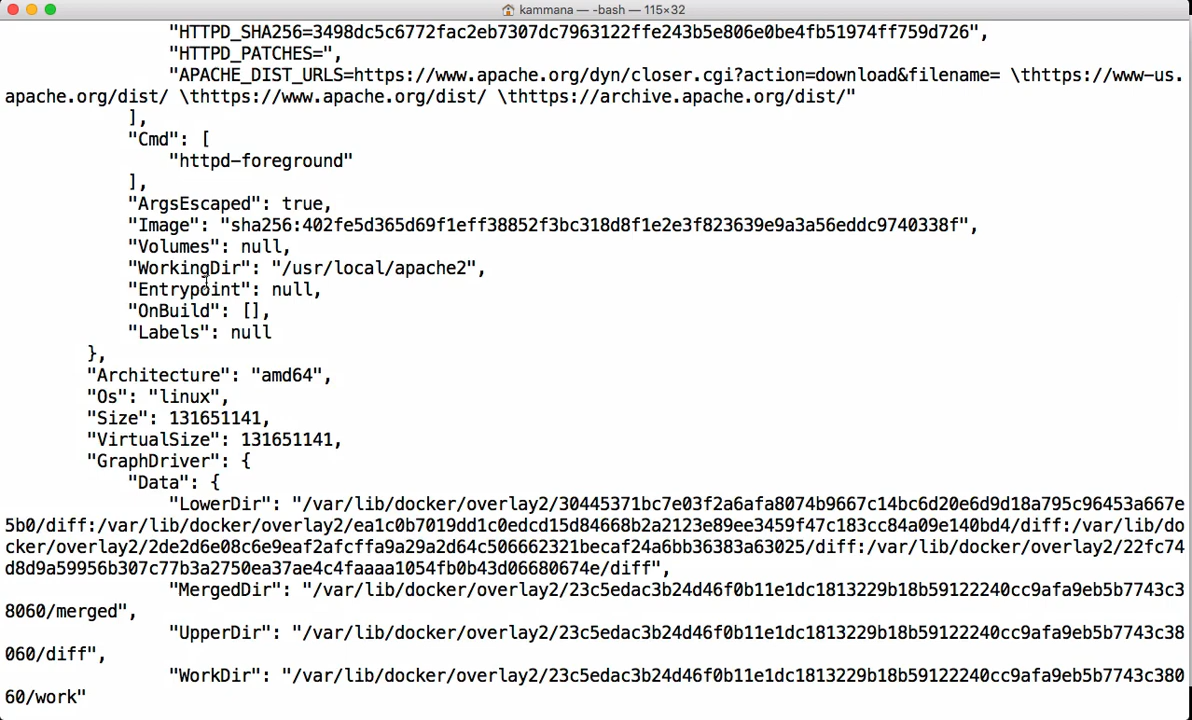 kammana — -bash — 115×32
"HTTPD_SHA256=3498dc5c6772fac2eb7307dc7963122ffe243b5e806e0be4fb51974ff759d726",
"HTTPD_PATCHES=",
"APACHE_DIST_URLS=https://www.apache.org/dyn/closer.cgi?action=download&filename= \thttps://www-us.
apache.org/dist/ \thttps://www.apache.org/dist/ \thttps://archive.apache.org/dist/"
],
"Cmd": [
"httpd-foreground"
],
"ArgsEscaped": true,
"Image": "sha256:402fe5d365d69f1eff38852f3bc318d8f1e2e3f823639e9a3a56eddc9740338f",
"Volumes": null,
"WorkingDir": "/usr/local/apache2",
"Entrypoint": null,
"OnBuild": [],
"Labels": null
},
"Architecture": "amd64",
"Os": "linux",
"Size": 131651141,
"VirtualSize": 131651141,
"GraphDriver": {
"Data": {
"LowerDir": "/var/lib/docker/overlay2/30445371bc7e03f2a6afa8074b9667c14bc6d20e6d9d18a795c96453a667e
5b0/diff:/var/lib/docker/overlay2/ea1c0b7019dd1c0edcd15d84668b2a2123e89ee3459f47c183cc84a09e140bd4/diff:/var/lib/do
cker/overlay2/2de2d6e08c6e9eaf2afcffa9a29a2d64c506662321becaf24a6bb36383a63025/diff:/var/lib/docker/overlay2/22fc74
d8d9a59956b307c77b3a2750ea37ae4c4faaaa1054fb0b43d06680674e/diff",
"MergedDir": "/var/lib/docker/overlay2/23c5edac3b24d46f0b11e1dc1813229b18b59122240cc9afa9eb5b7743c3
8060/merged",
"UpperDir": "/var/lib/docker/overlay2/23c5edac3b24d46f0b11e1dc1813229b18b59122240cc9afa9eb5b7743c38
060/diff",
"WorkDir": "/var/lib/docker/overlay2/23c5edac3b24d46f0b11e1dc1813229b18b59122240cc9afa9eb5b7743c380
60/work"